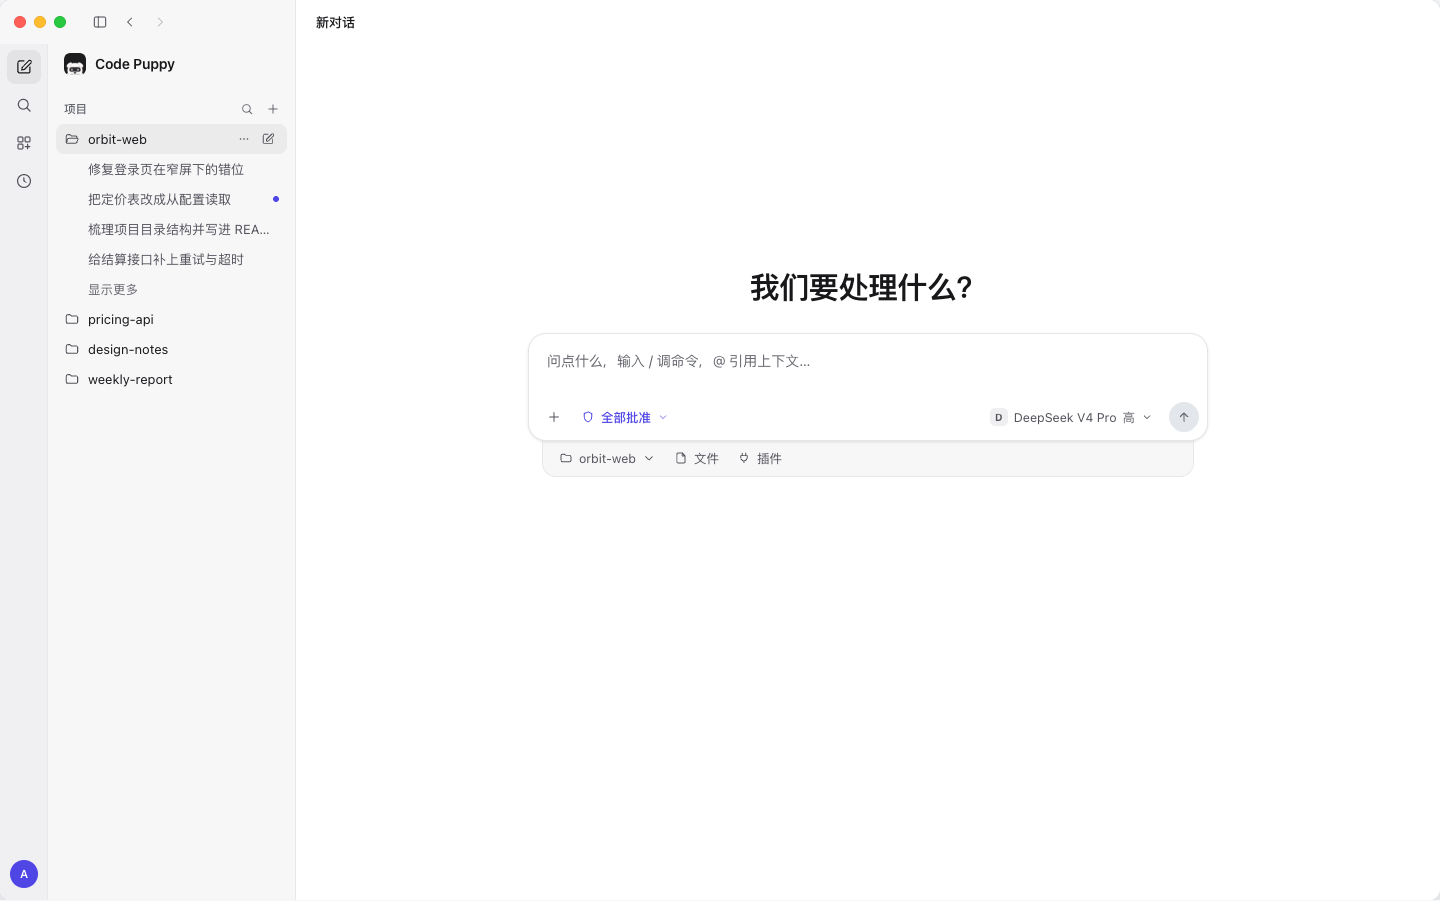 新对话
Code Puppy
项目
orbit-web
修复登录页在窄屏下的错位
把定价表改成从配置读取
梳理项目目录结构并写进 REA...
给结算接口补上重试与超时
显示更多
pricing-api
design-notes
weekly-report
A
我们要处理什么?
问点什么，输入 / 调命令，@ 引用上下文...
全部批准
D DeepSeek V4 Pro 高
orbit-web 文件 插件